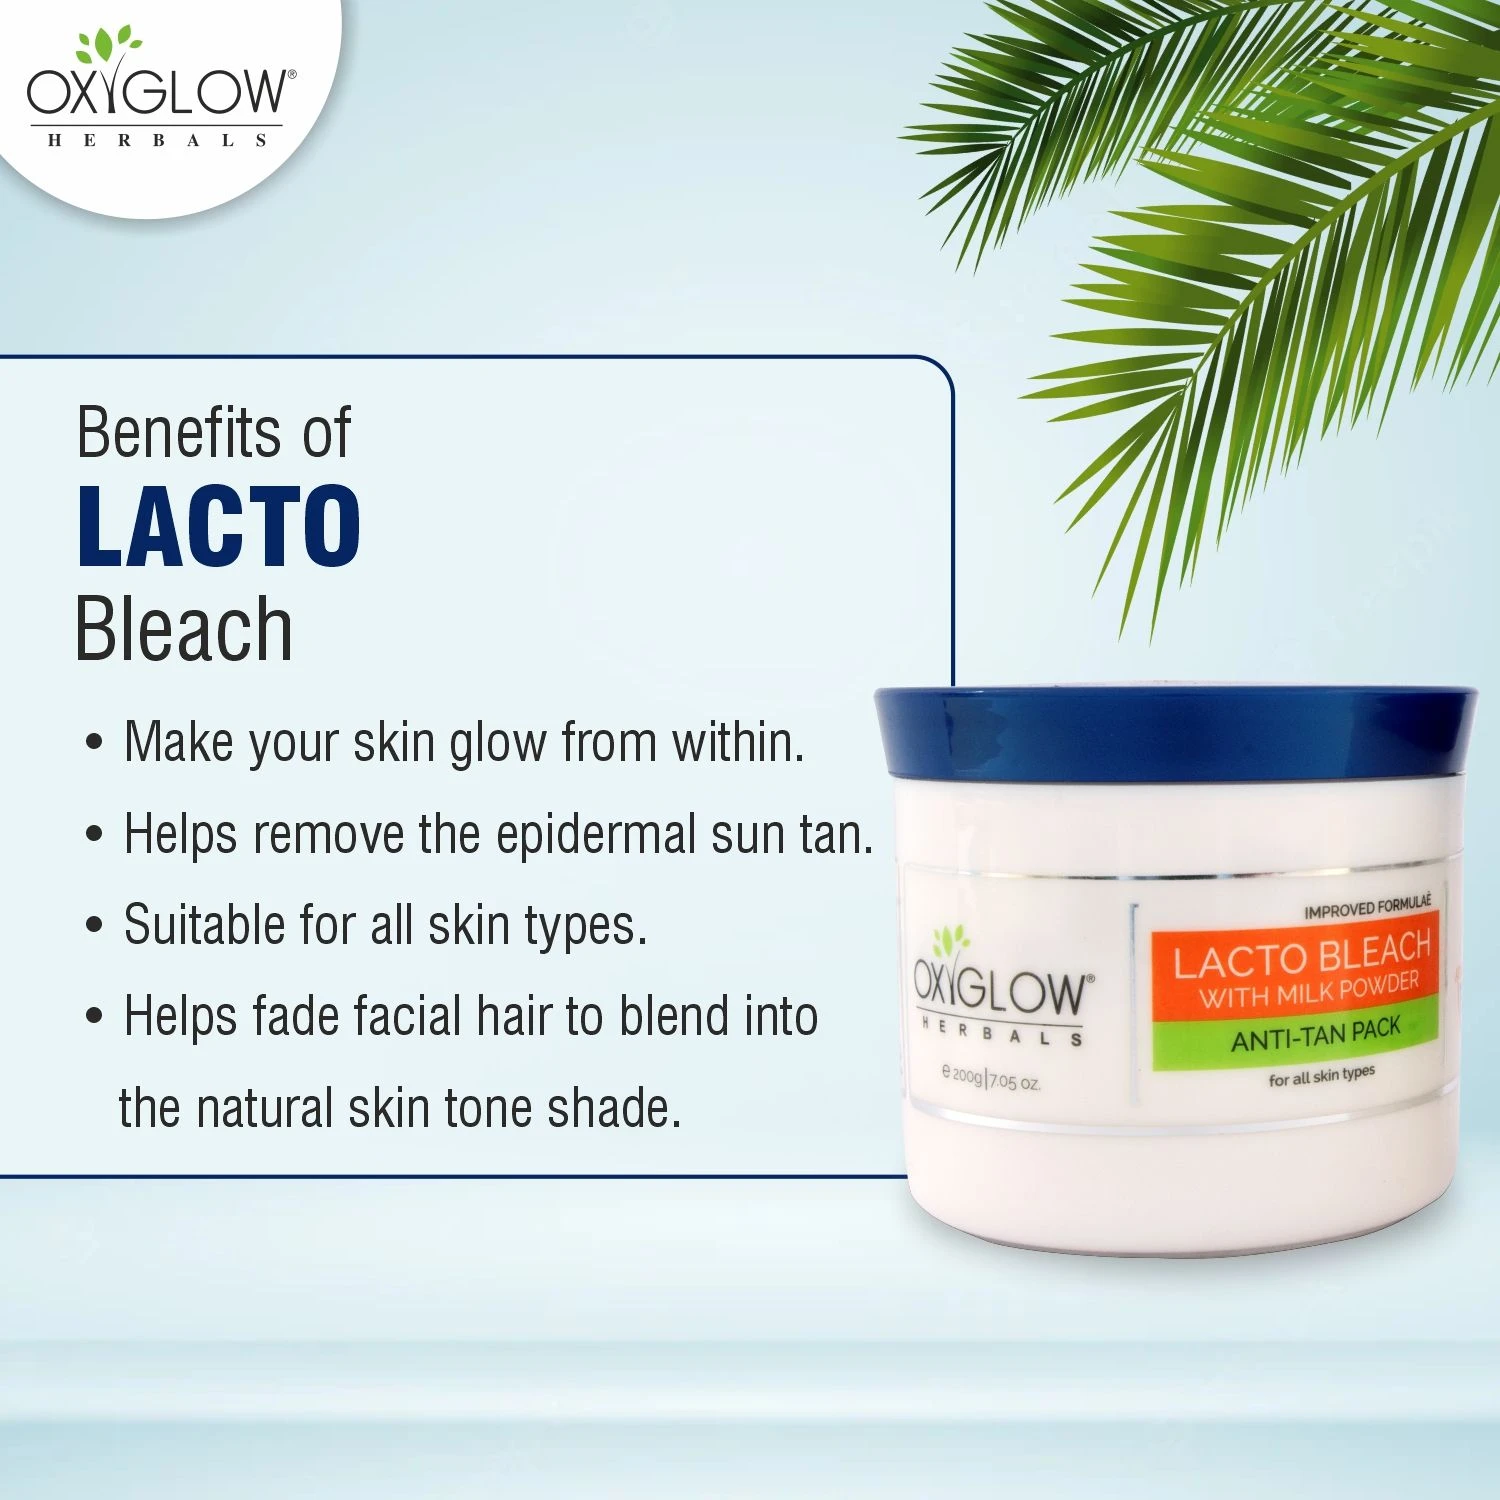 OXYGLOW®
HERBALS
Benefits of
LACTO
Bleach
• Make your skin glow from within.
• Helps remove the epidermal sun tan.
• Suitable for all skin types.
• Helps fade facial hair to blend into
the natural skin tone shade.
OXYGLOW®
HERBALS
℮ 200g|7.05 oz.
IMPROVED FORMULAÉ
LACTO BLEACH
WITH MILK POWDER
ANTI-TAN PACK
for all skin types